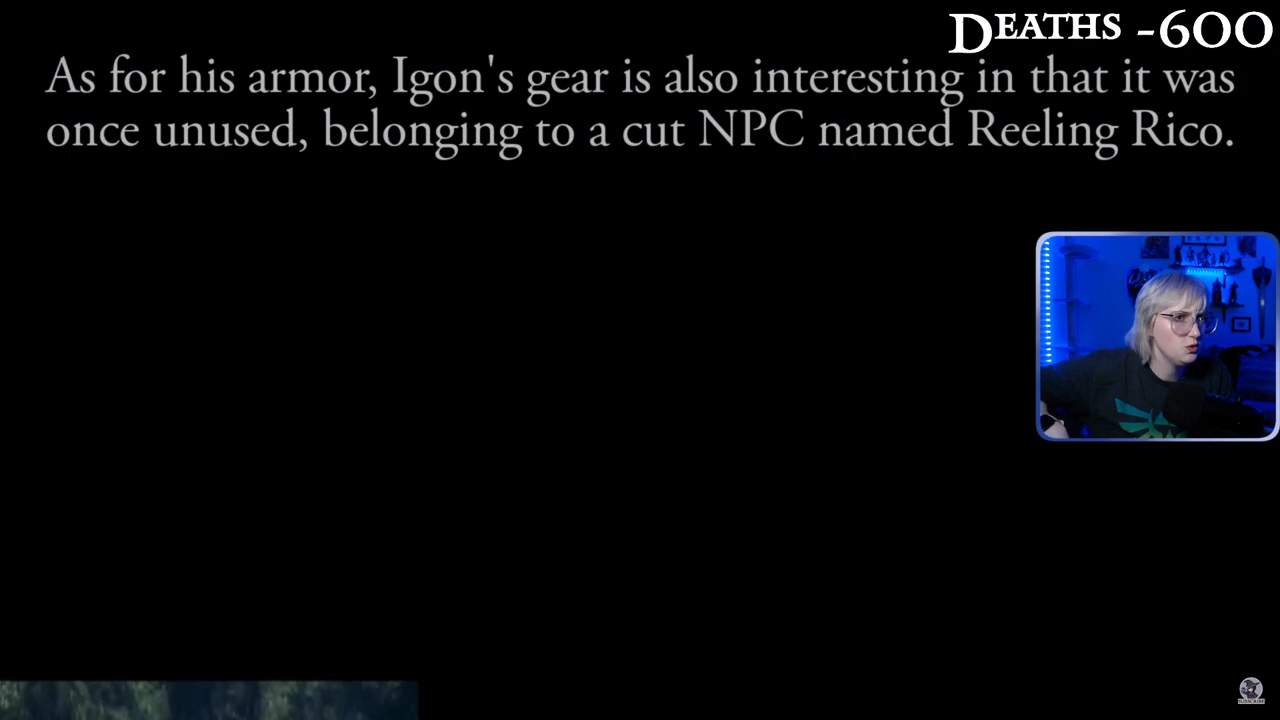 DEATHS -600
As for his armor, Igon's gear is also interesting in that it was
once unused, belonging to a cut NPC named Reeling Rico.
SUBSCRIBE